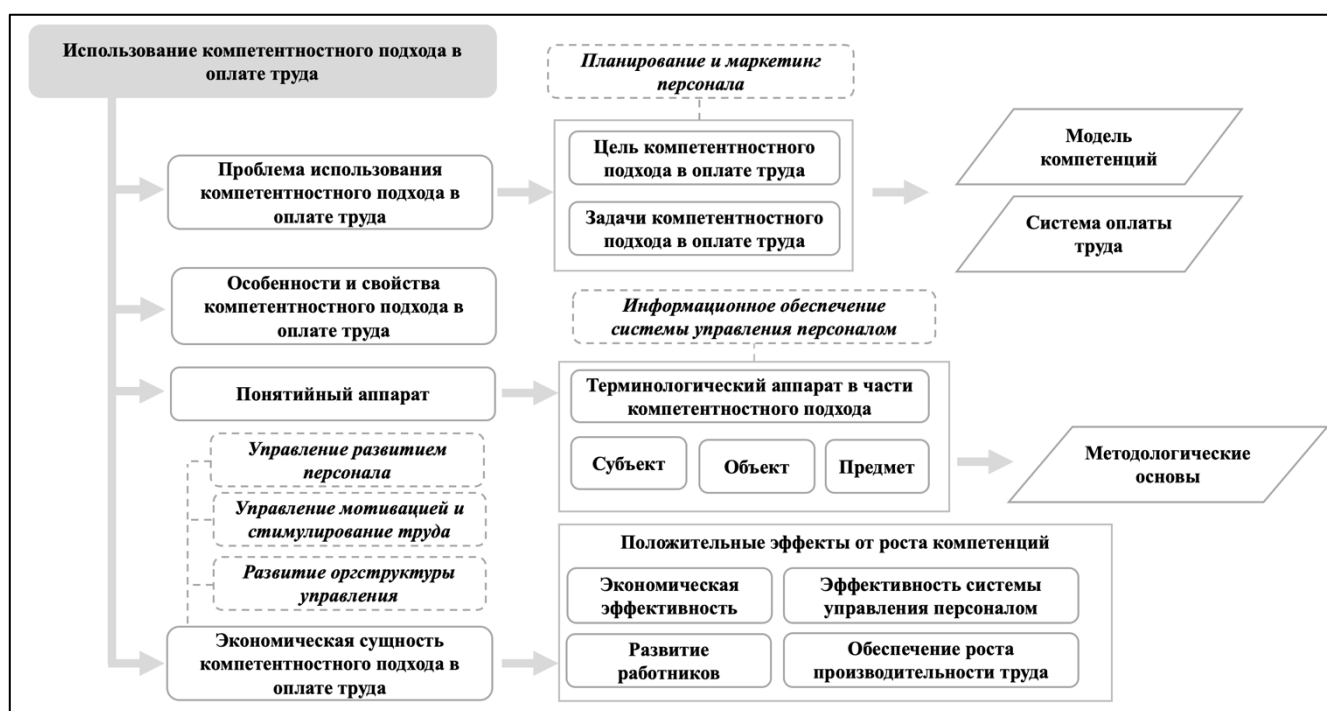 Использование компетентностного подхода в
оплате труда
Планирование и маркетинг
персонала
Проблема использования
компетентностного подхода в
оплате труда
Цель компетентностного
подхода в оплате труда
Задачи компетентностного
подхода в оплате труда
Модель
компетенций
Система оплаты
труда
Особенности и свойства
компетентностного подхода в
оплате труда
Информационное обеспечение
системы управления персоналом
Понятийный аппарат
Терминологический аппарат в части
компетентностного подхода
Субъект
Объект
Предмет
Методологические
основы
Управление развитием
персонала
Управление мотивацией и
стимулирование труда
Развитие оргструктуры
управления
Экономическая сущность
компетентностного подхода в
оплате труда
Положительные эффекты от роста компетенций
Экономическая
эффективность
Эффективность системы
управления персоналом
Развитие
работников
Обеспечение роста
производительности труда